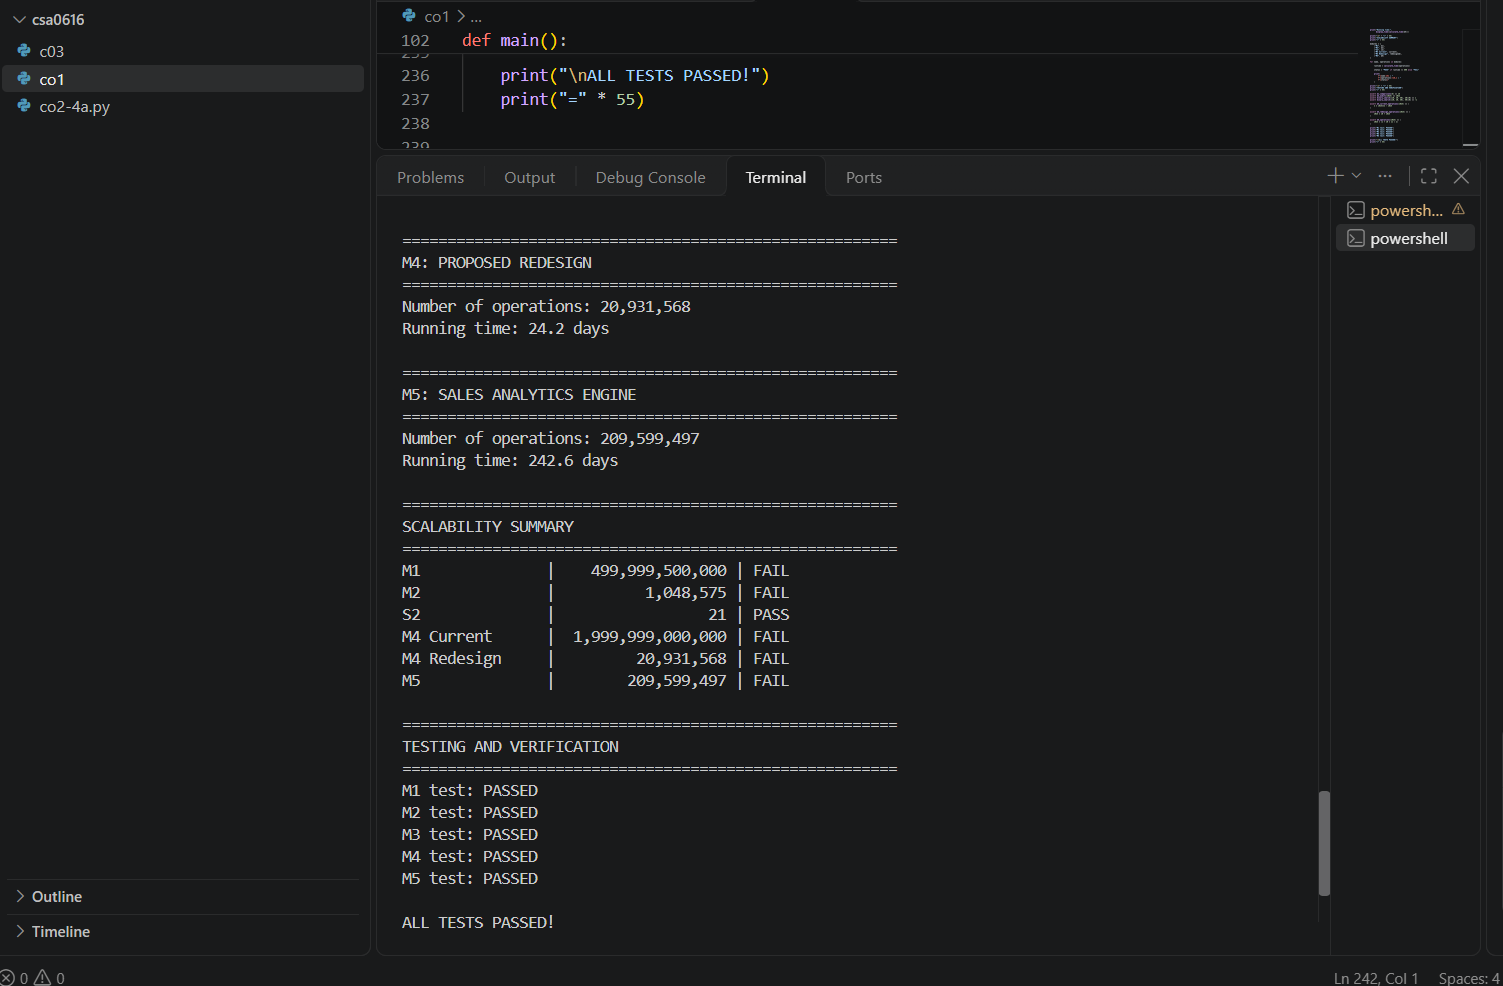 csa0616
c03
co1
co2-4a.py
Outline
Timeline
co1 > ...
102 def main():
235
236 print("\nALL TESTS PASSED!")
237 print("=" * 55)
238
239
Problems Output Debug Console Terminal Ports
powersh...
powershell
=======================================================
M4: PROPOSED REDESIGN
=======================================================
Number of operations: 20,931,568
Running time: 24.2 days
=======================================================
M5: SALES ANALYTICS ENGINE
=======================================================
Number of operations: 209,599,497
Running time: 242.6 days
=======================================================
SCALABILITY SUMMARY
=======================================================
M1 | 499,999,500,000 | FAIL
M2 | 1,048,575 | FAIL
S2 | 21 | PASS
M4 Current | 1,999,999,000,000 | FAIL
M4 Redesign | 20,931,568 | FAIL
M5 | 209,599,497 | FAIL
=======================================================
TESTING AND VERIFICATION
=======================================================
M1 test: PASSED
M2 test: PASSED
M3 test: PASSED
M4 test: PASSED
M5 test: PASSED
ALL TESTS PASSED!
0 0
Ln 242, Col 1 Spaces: 4